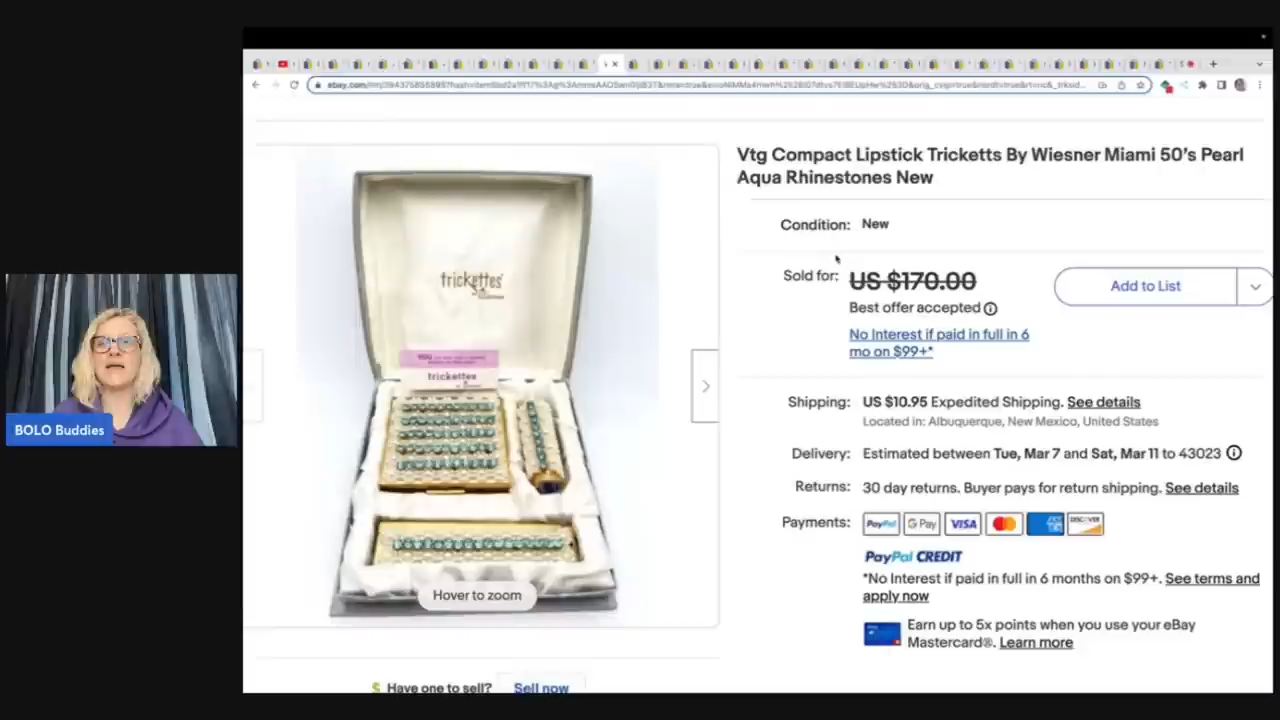 Vtg Compact Lipstick Tricketts By Wiesner Miami 50's Pearl
Aqua Rhinestones New
Condition: New
Sold for: US $170.00
Best offer accepted
No Interest if paid in full in 6
mo on $99+*
Add to List
Shipping: US $10.95 Expedited Shipping. See details
Located in: Albuquerque, New Mexico, United States
Delivery: Estimated between Tue, Mar 7 and Sat, Mar 11 to 43023
Returns: 30 day returns. Buyer pays for return shipping. See details
Payments: PayPal G Pay VISA mastercard DISCOVER
PayPal CREDIT
*No Interest if paid in full in 6 months on $99+. See terms and
apply now
Earn up to 5x points when you use your eBay
Mastercard®. Learn more
trickettes
YOU
trickettes
Hover to zoom
$ Have one to sell? Sell now
BOLO Buddies